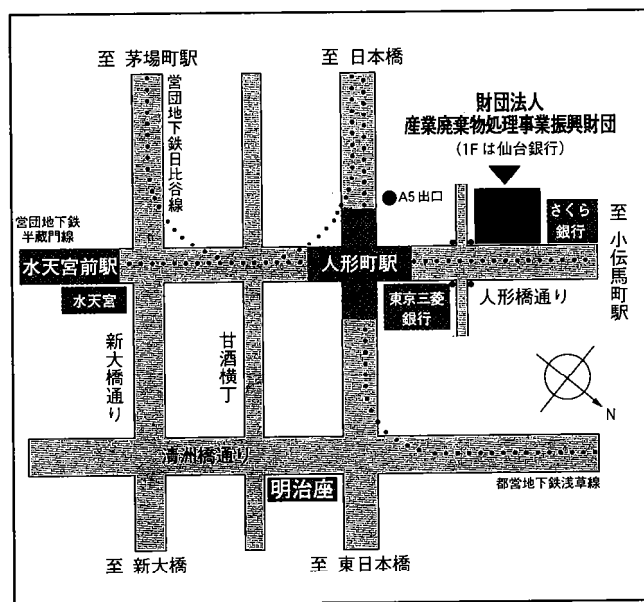 至 茅場町駅
至 日本橋
営団地下鉄日比谷線
財団法人
産業廃棄物処理事業振興財団
(1Fは仙台銀行)
A5出口
さくら
銀行
至 小伝馬町駅
営団地下鉄
半蔵門線
水天宮前駅
人形町駅
水天宮
東京三菱
銀行
人形橋通り
新大橋通り
甘酒横丁
N
清洲橋通り
明治座
都営地下鉄浅草線
至 新大橋
至 東日本橋